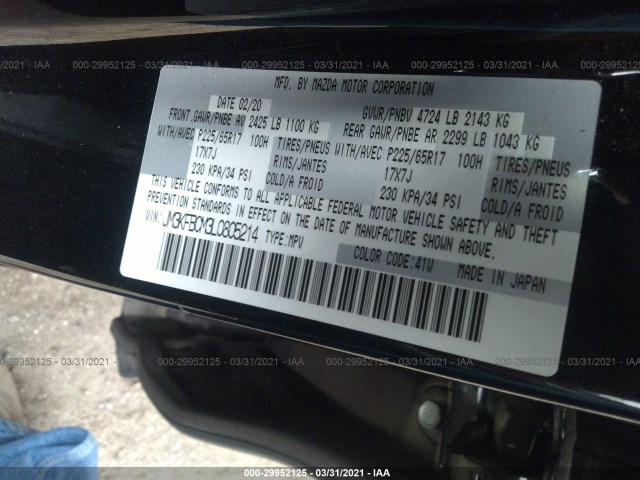 000-29952125 - 03/31/2021 - IAA
MFD. BY MAZDA MOTOR CORPORATION
DATE 02/20
GVWR/PNBV 4724 LB 2143 KG
FRONT GAWR/PNBE AV 2425 LB 1100 KG
REAR GAWR/PNBE AR 2299 LB 1043 KG
WITH/AVEC P225/65R17 100H TIRES/PNEUS
17X7J RIMS/JANTES
230 KPA/34 PSI COLD/A FROID
WITH/AVEC P225/65R17 100H TIRES/PNEUS
17X7J RIMS/JANTES
230 KPA/34 PSI COLD/A FROID
THIS VEHICLE CONFORMS TO ALL APPLICABLE FEDERAL MOTOR VEHICLE SAFETY AND THEFT
PREVENTION STANDARDS IN EFFECT ON THE DATE OF MANUFACTURE SHOWN ABOVE.
VIN: JM3KFBCM3L0805214 TYPE: MPV
COLOR CODE: 41W
MADE IN JAPAN
000-29952125 - 03/31/2021 - IAA